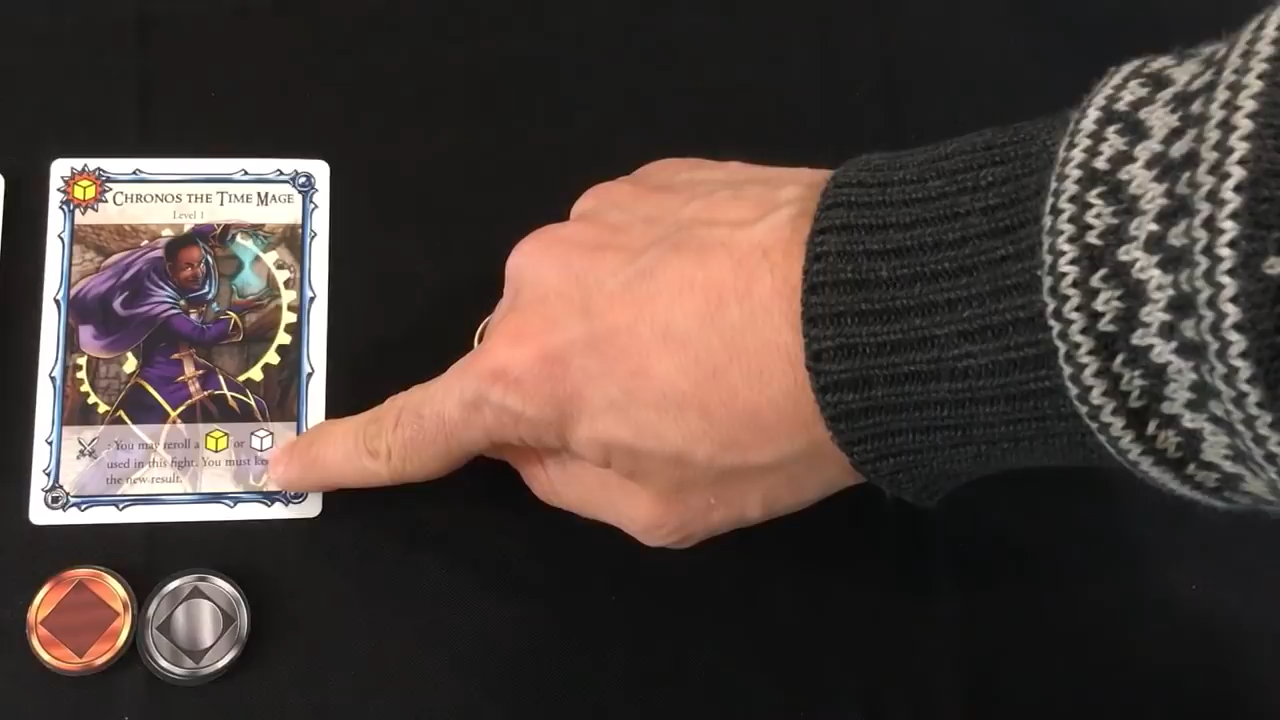 CHRONOS THE TIME MAGE
Level 1
: You may reroll a or
used in this fight. You must
the new result.